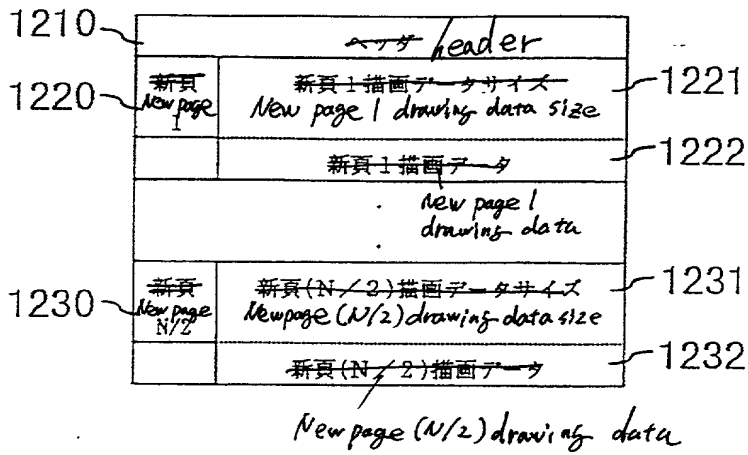 1210
ヘッダ header
1220
新頁
New page
1
新頁1描画データサイズ
New page 1 drawing data size
1221
新頁1描画データ
1222
New page 1
drawing data
1230
新頁
New page
N/2
新頁(N/2)描画データサイズ
New page (N/2) drawing data size
1231
新頁(N/2)描画データ
1232
New page (N/2) drawing data